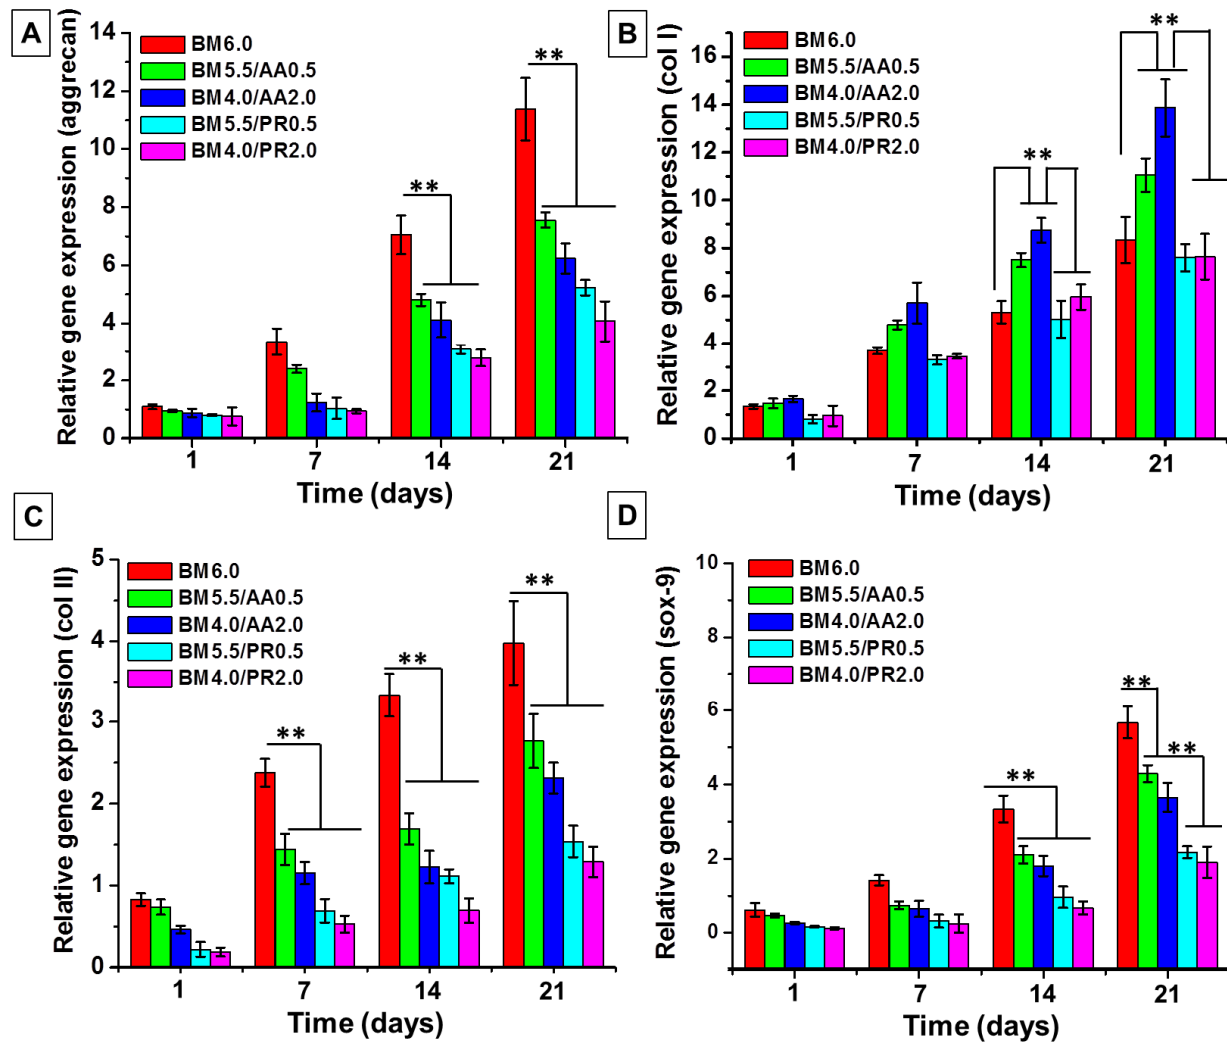 A
Relative gene expression (aggrecan)
14
12
10
8
6
4
2
0
BM6.0
BM5.5/AA0.5
BM4.0/AA2.0
BM5.5/PR0.5
BM4.0/PR2.0
**
**
1 7 14 21
Time (days)
B
Relative gene expression (col I)
16
14
12
10
8
6
4
2
0
BM6.0
BM5.5/AA0.5
BM4.0/AA2.0
BM5.5/PR0.5
BM4.0/PR2.0
**
**
1 7 14 21
Time (days)
C
Relative gene expression (col II)
5
4
3
2
1
0
BM6.0
BM5.5/AA0.5
BM4.0/AA2.0
BM5.5/PR0.5
BM4.0/PR2.0
**
**
**
1 7 14 21
Time (days)
D
Relative gene expression (sox-9)
10
8
6
4
2
0
BM6.0
BM5.5/AA0.5
BM4.0/AA2.0
BM5.5/PR0.5
BM4.0/PR2.0
**
**
**
1 7 14 21
Time (days)